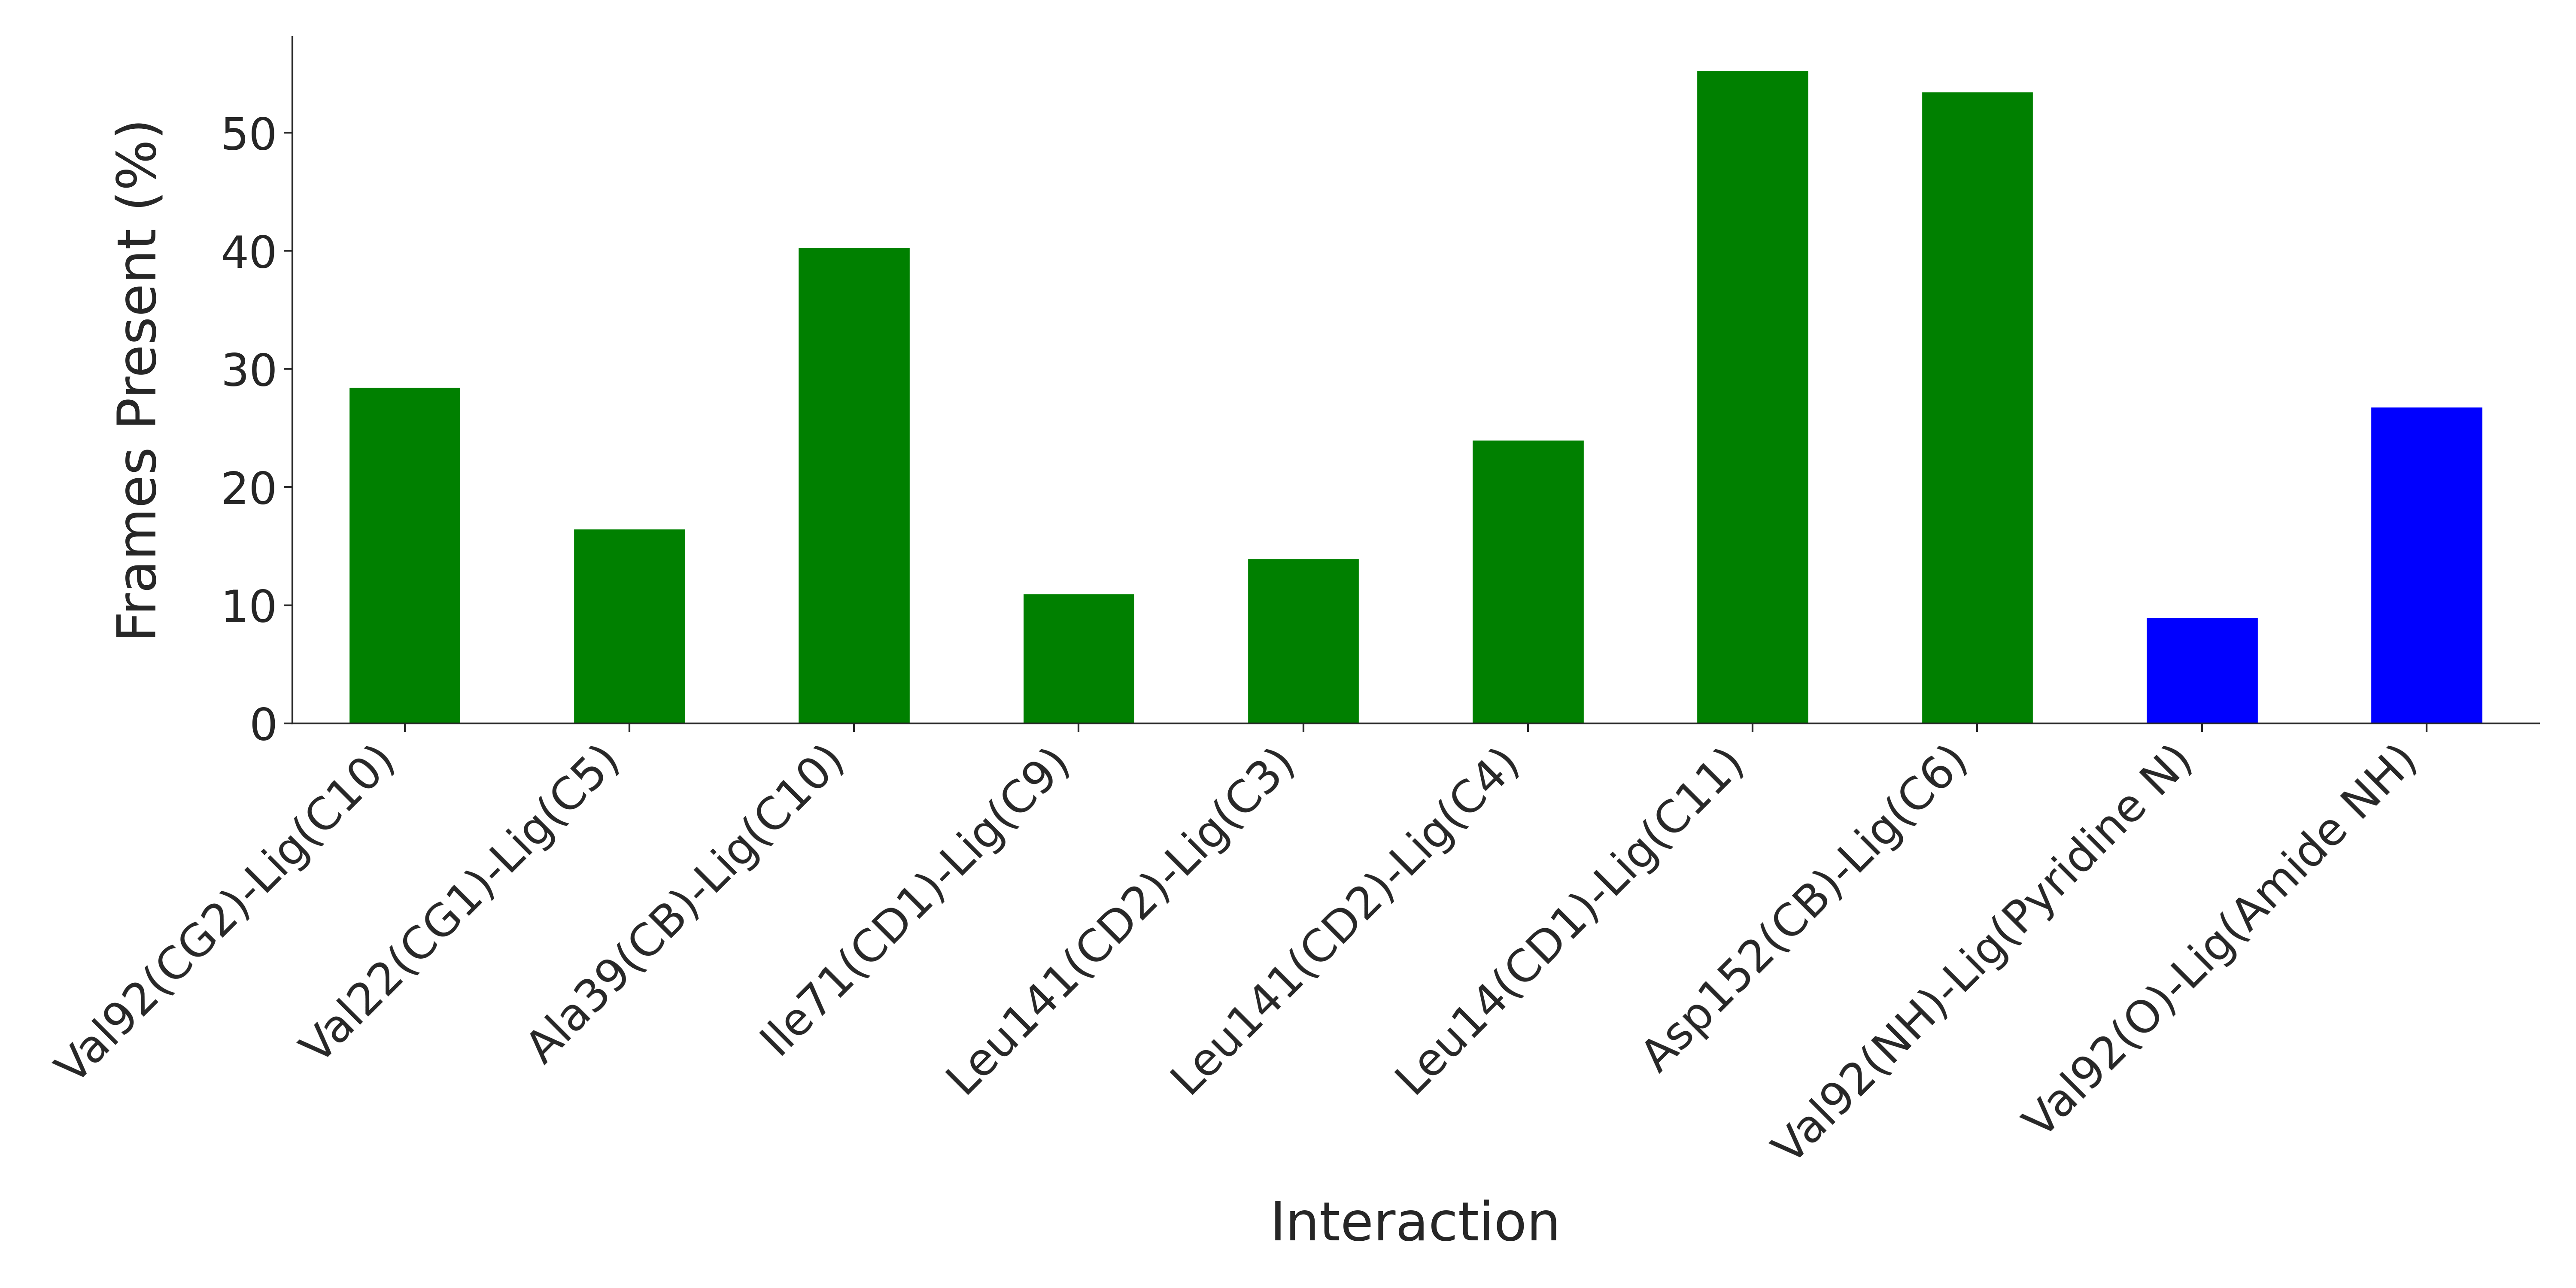 Frames Present (%)
50
40
30
20
10
0
Val92(CG2)-Lig(C10)
Val22(CG1)-Lig(C5)
Ala39(CB)-Lig(C10)
Ile71(CD1)-Lig(C9)
Leu141(CD2)-Lig(C3)
Leu141(CD2)-Lig(C4)
Leu14(CD1)-Lig(C11)
Asp152(CB)-Lig(C6)
Val92(NH)-Lig(Pyridine N)
Val92(O)-Lig(Amide NH)
Interaction